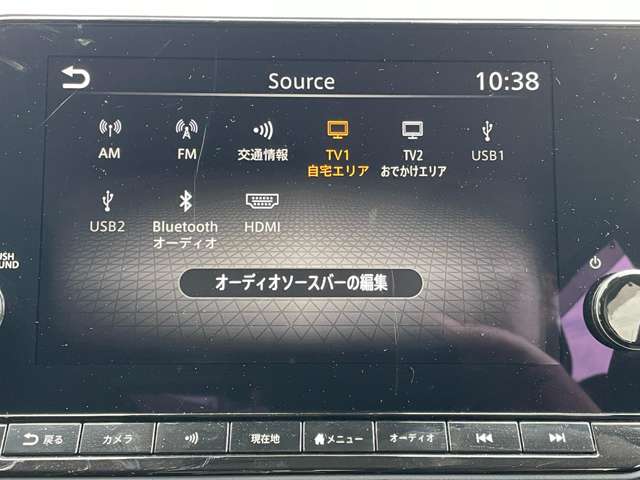 Source
10:38
AM
FM
交通情報
TV1
自宅エリア
TV2
おでかけエリア
USB1
USB2
Bluetooth
オーディオ
HDMI
オーディオソースバーの編集
戻る
カメラ
現在地
メニュー
オーディオ